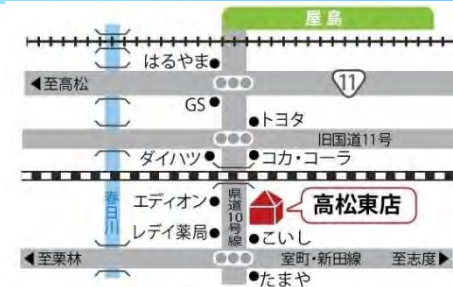 屋島
はるやま
◀至高松
11
GS
トヨタ
旧国道11号
ダイハツ
コカ・コーラ
春日川
エディオン
県道10号線
高松東店
レディ薬局
こいし
◀至栗林
室町・新田線
至志度▶
たまや